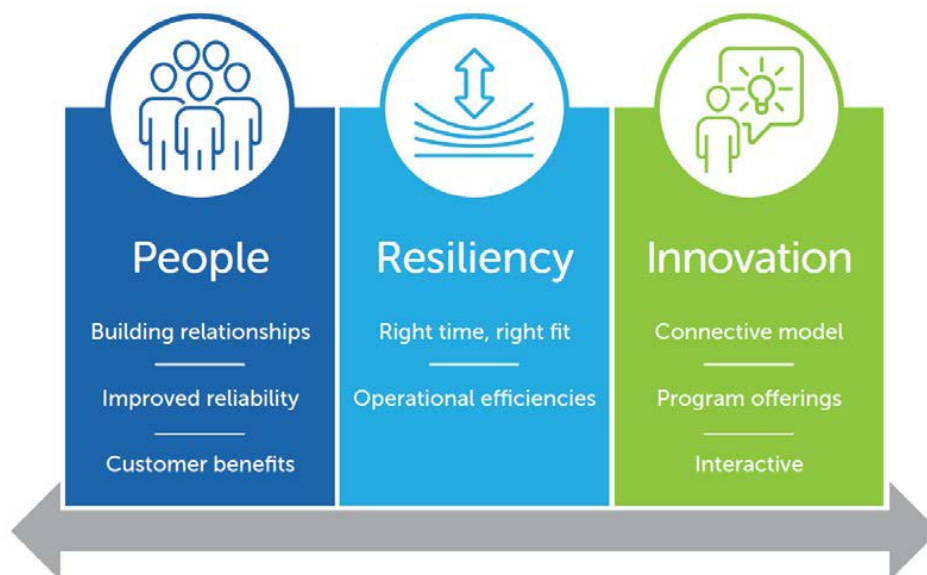 People
Building relationships
Improved reliability
Customer benefits
Resiliency
Right time, right fit
Operational efficiencies
Innovation
Connective model
Program offerings
Interactive